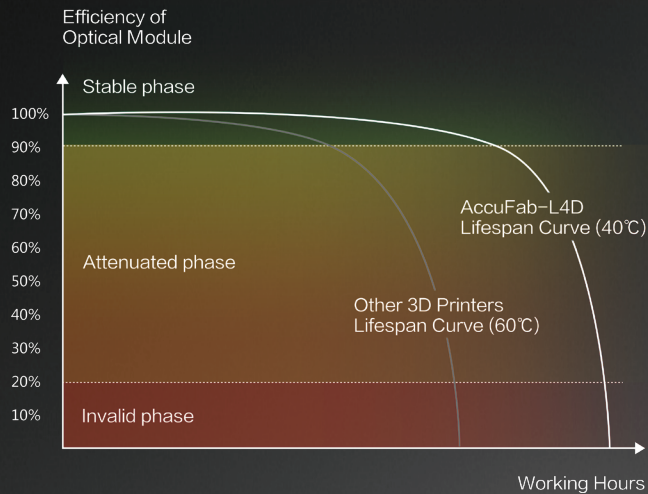 Efficiency of
Optical Module
Stable phase
100%
90%
80%
70%
AccuFab-L4D
Lifespan Curve (40℃)
60%
Attenuated phase
50%
40%
Other 3D Printers
Lifespan Curve (60℃)
30%
20%
10%
Invalid phase
Working Hours